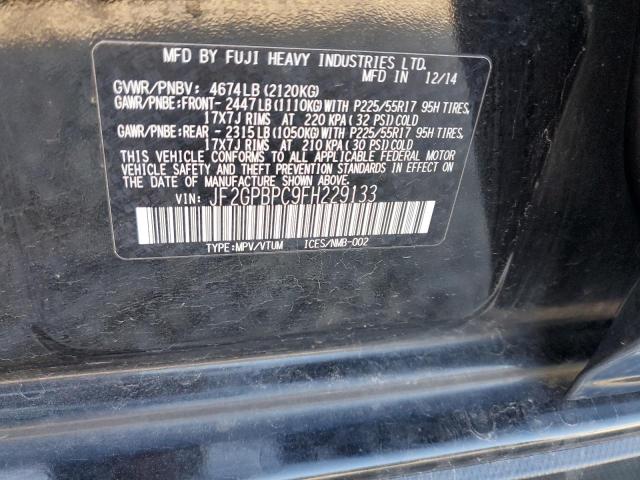 MFD BY FUJI HEAVY INDUSTRIES LTD.
MFD. IN 12/14
GVWR/PNBV: 4674LB(2120KG)
GAWR/PNBE:FRONT- 2447LB(1110KG)WITH P225/55R17 95H TIRES,
17X7J RIMS AT 220 KPA(32 PSI)COLD
GAWR/PNBE:REAR - 2315LB(1050KG)WITH P225/55R17 95H TIRES,
17X7J RIMS AT 210 KPA(30 PSI)COLD
THIS VEHICLE CONFORMS TO ALL APPLICABLE FEDERAL MOTOR
VEHICLE SAFETY AND THEFT PREVENTION STANDARDS IN EFFECT ON
THE DATE OF MANUFACTURE SHOWN ABOVE.
VIN: JF2GPBPC9FH229133
TYPE:MPV/VTUM ICES/NMB-002